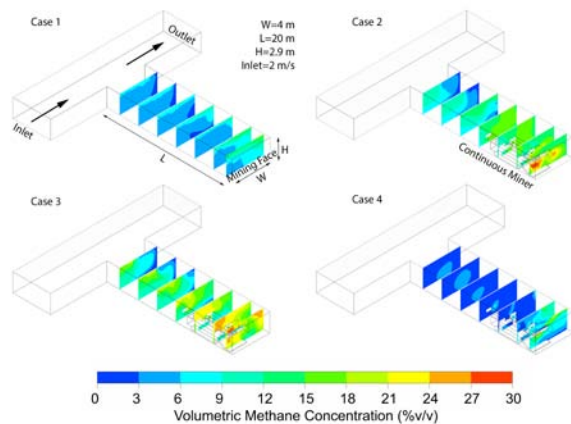 Case 1
Outlet
Inlet
W=4 m
L=20 m
H=2.9 m
Inlet=2 m/s
L
Mining Face
H
W
Case 2
Continuous Miner
Case 3
Case 4
0 3 6 9 12 15 18 21 24 27 30
Volumetric Methane Concentration (%v/v)